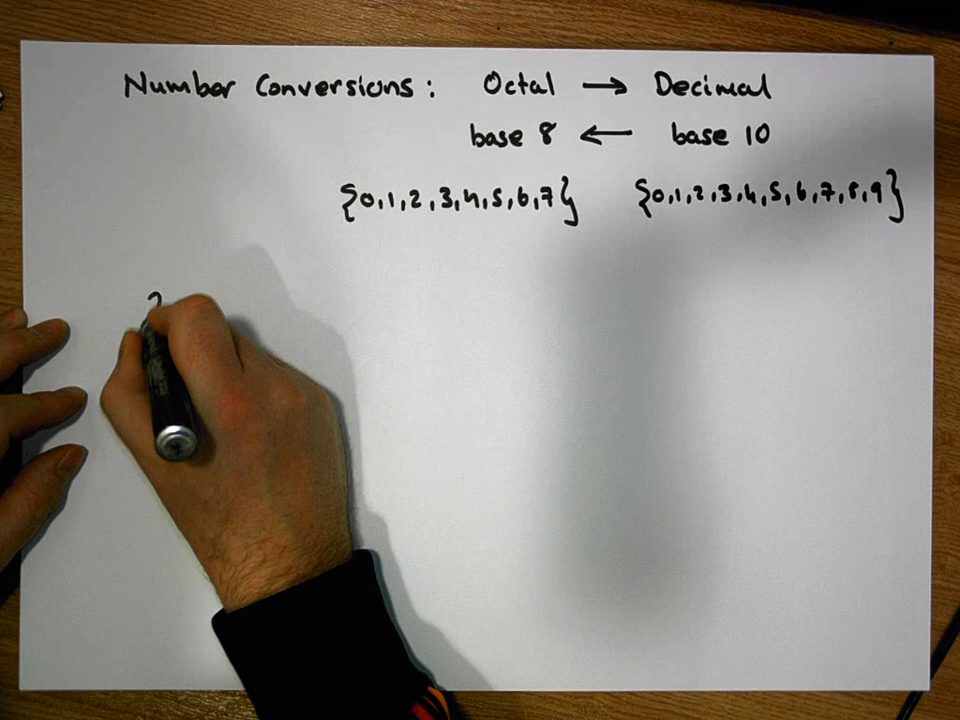 Number Conversions: Octal → Decimal
base 8 ← base 10
{0,1,2,3,4,5,6,7} {0,1,2,3,4,5,6,7,8,9}